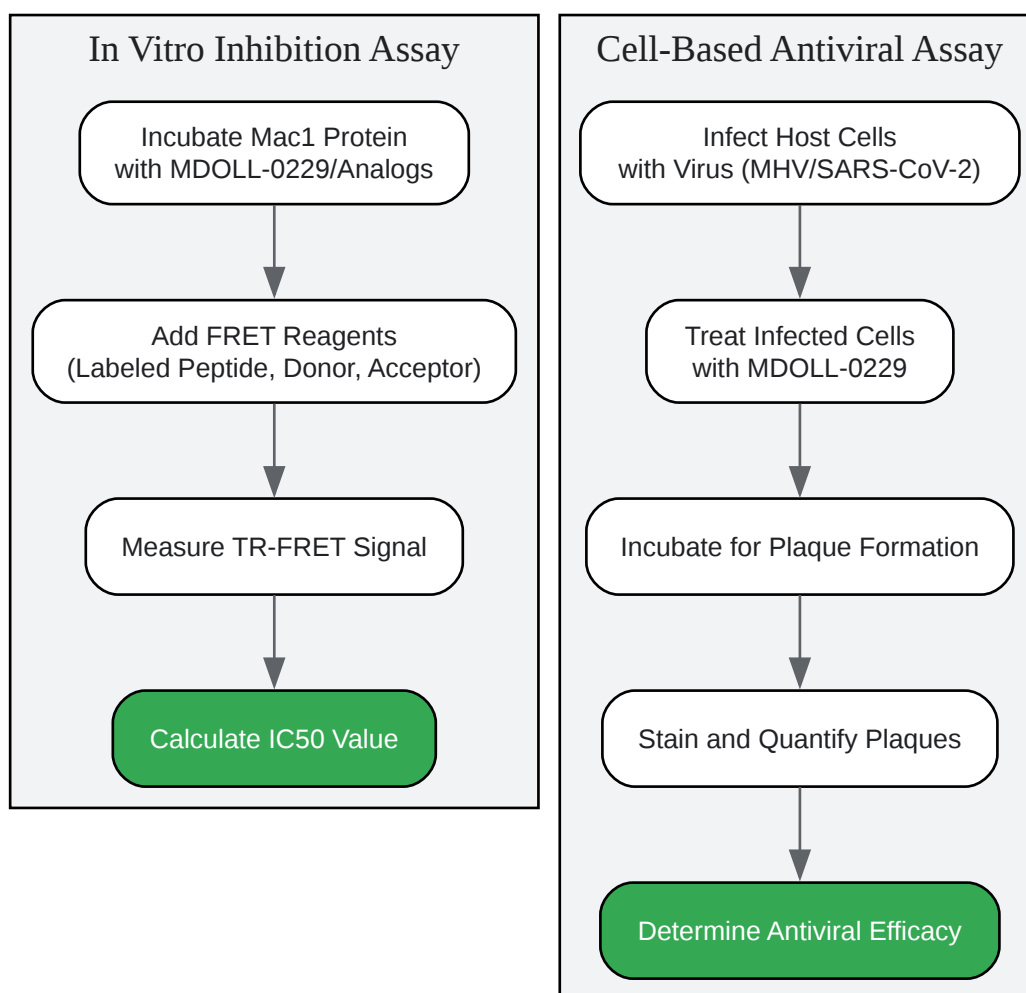 In Vitro Inhibition Assay
Incubate Mac1 Protein
with MDOLL-0229/Analogs
Add FRET Reagents
(Labeled Peptide, Donor, Acceptor)
Measure TR-FRET Signal
Calculate IC50 Value
Cell-Based Antiviral Assay
Infect Host Cells
with Virus (MHV/SARS-CoV-2)
Treat Infected Cells
with MDOLL-0229
Incubate for Plaque Formation
Stain and Quantify Plaques
Determine Antiviral Efficacy